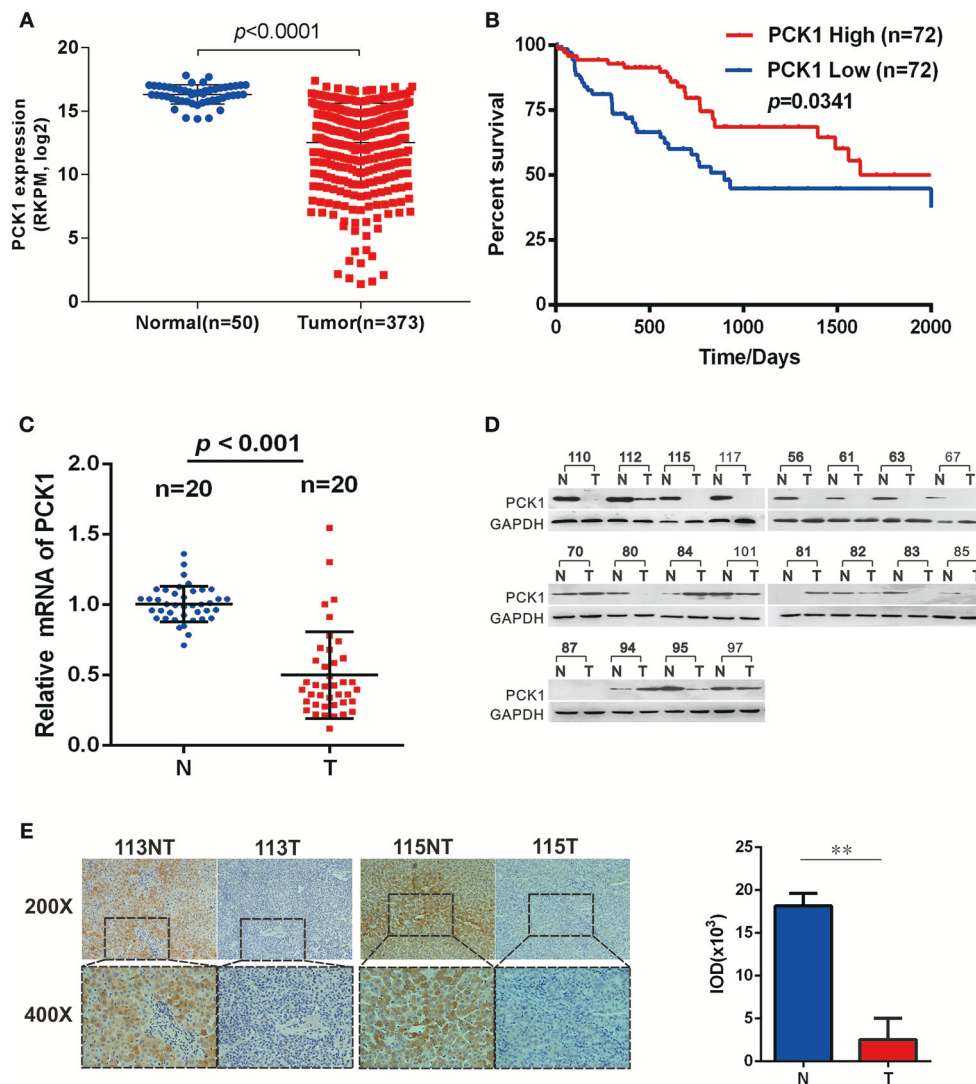 A
p<0.0001
20
15
10
5
0
PCK1 expression
(RKPM, log2)
Normal(n=50)
Tumor(n=373)
B
PCK1 High (n=72)
PCK1 Low (n=72)
p=0.0341
100
75
50
25
0
Percent survival
0 500 1000 1500 2000
Time/Days
C
p < 0.001
n=20
n=20
2.0
1.5
1.0
0.5
0.0
Relative mRNA of PCK1
N
T
D
110 112 115 117 56 61 63 67
N T N T N T N T N T N T N T N T
PCK1
GAPDH
70 80 84 101 81 82 83 85
N T N T N T N T N T N T N T N T
PCK1
GAPDH
87 94 95 97
N T N T N T N T
PCK1
GAPDH
E
113NT 113T 115NT 115T
200X
400X
25
20
15
10
5
0
IOD(x10³)
**
N
T